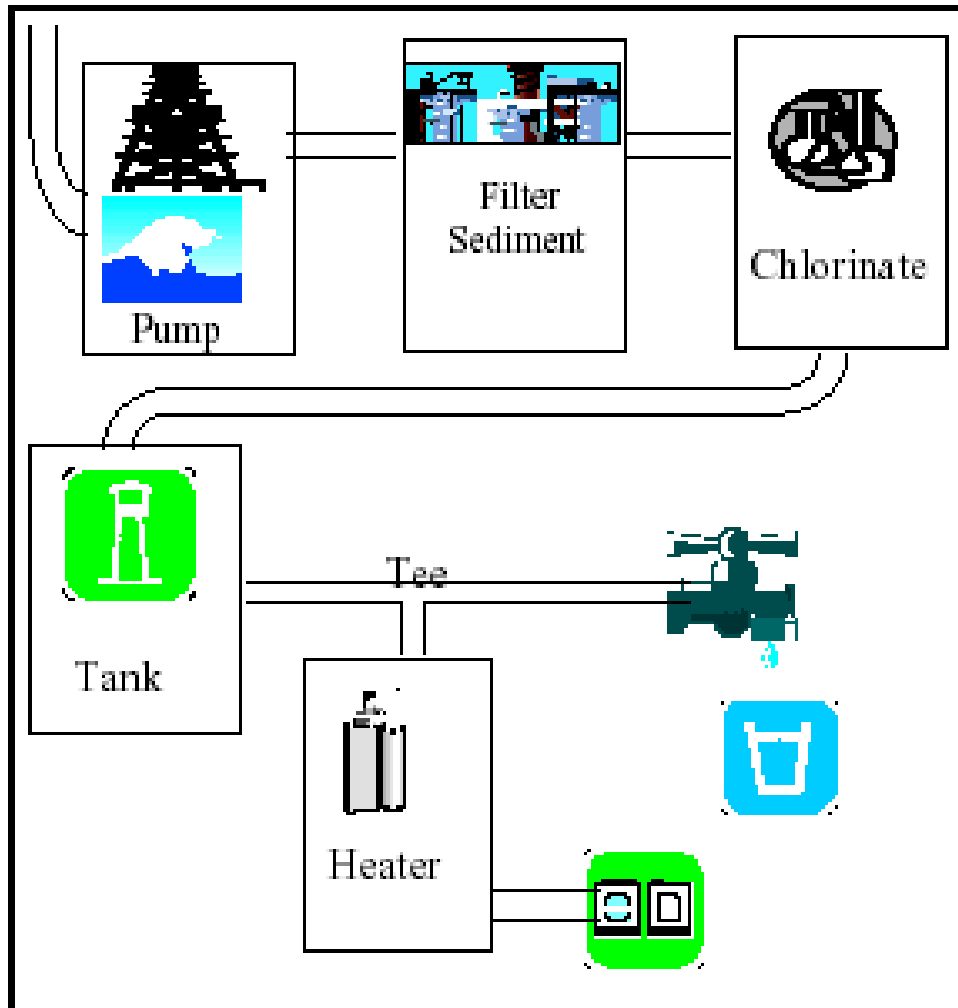 Pump
Filter
Sediment
Chlorinate
Tank
Tee
Heater